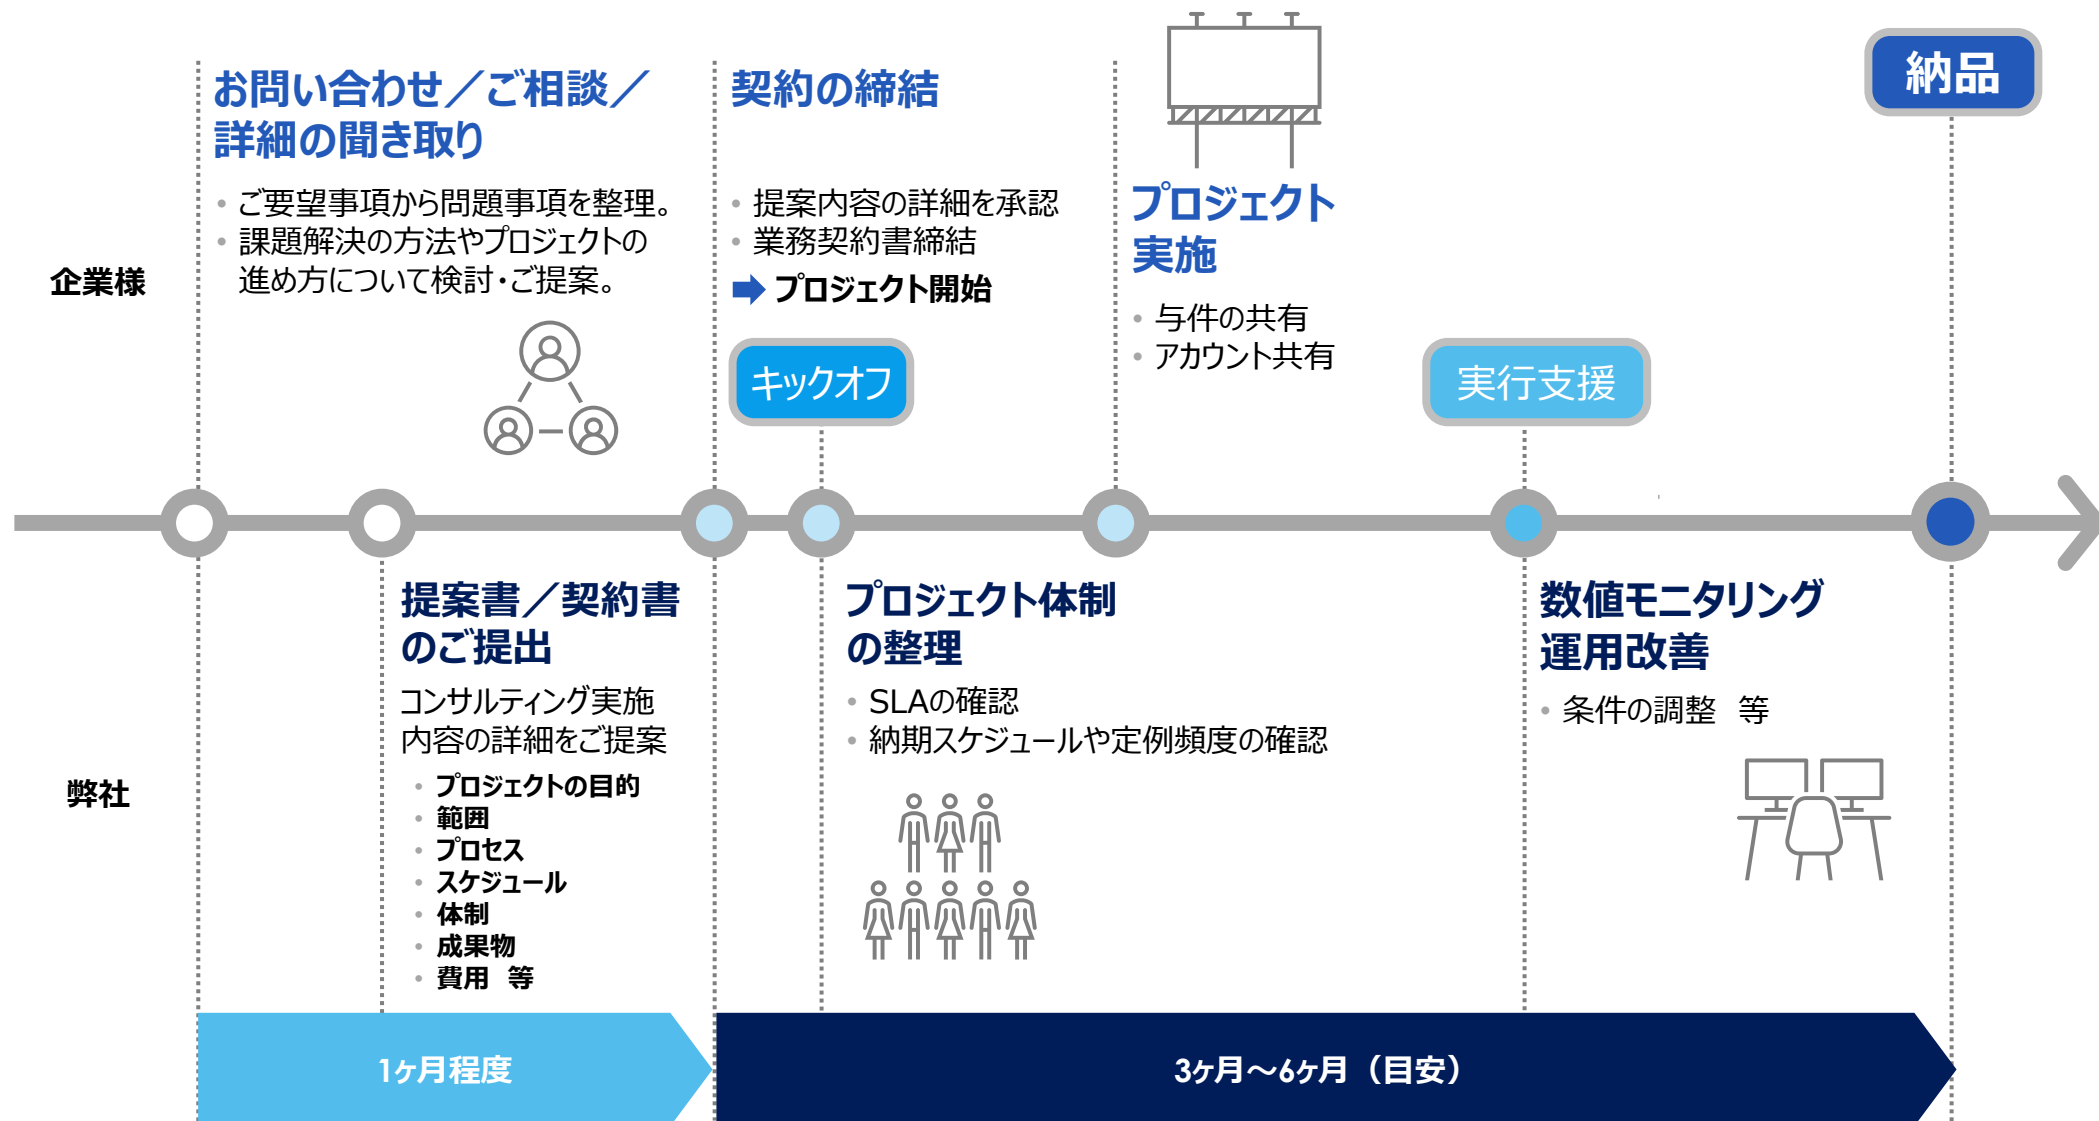 お問い合わせ／ご相談／
詳細の聞き取り
・ご要望事項から問題事項を整理。
・課題解決の方法やプロジェクトの
進め方について検討・ご提案。
契約の締結
・提案内容の詳細を承認
・業務契約書締結
プロジェクト開始
キックオフ
プロジェクト
実施
・与件の共有
・アカウント共有
実行支援
納品
企業様
弊社
提案書／契約書
のご提出
コンサルティング実施
内容の詳細をご提案
・プロジェクトの目的
・範囲
・プロセス
・スケジュール
・体制
・成果物
・費用　等
プロジェクト体制
の整理
・SLAの確認
・納期スケジュールや定例頻度の確認
数値モニタリング
運用改善
・条件の調整　等
1ヶ月程度
3ヶ月～6ヶ月（目安）